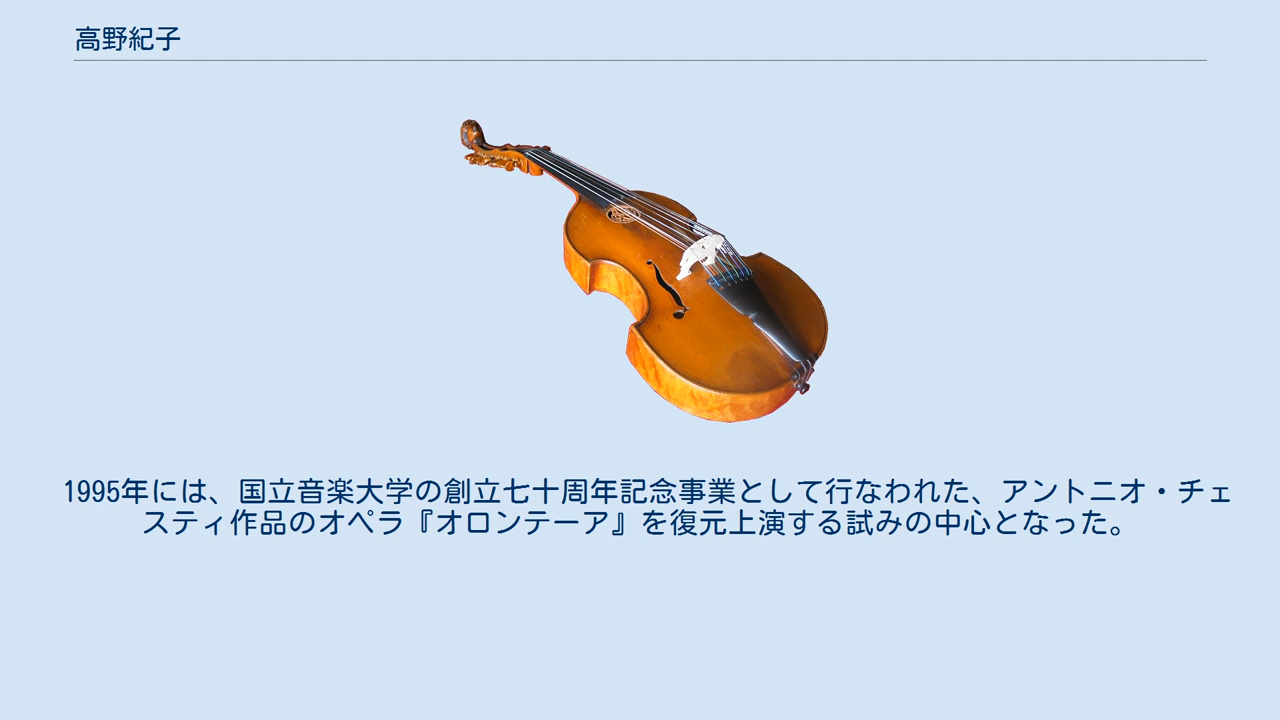 高野紀子
1995年には、国立音楽大学の創立七十周年記念事業として行なわれた、アントニオ・チェ
スティ作品のオペラ『オロンテーア』を復元上演する試みの中心となった。